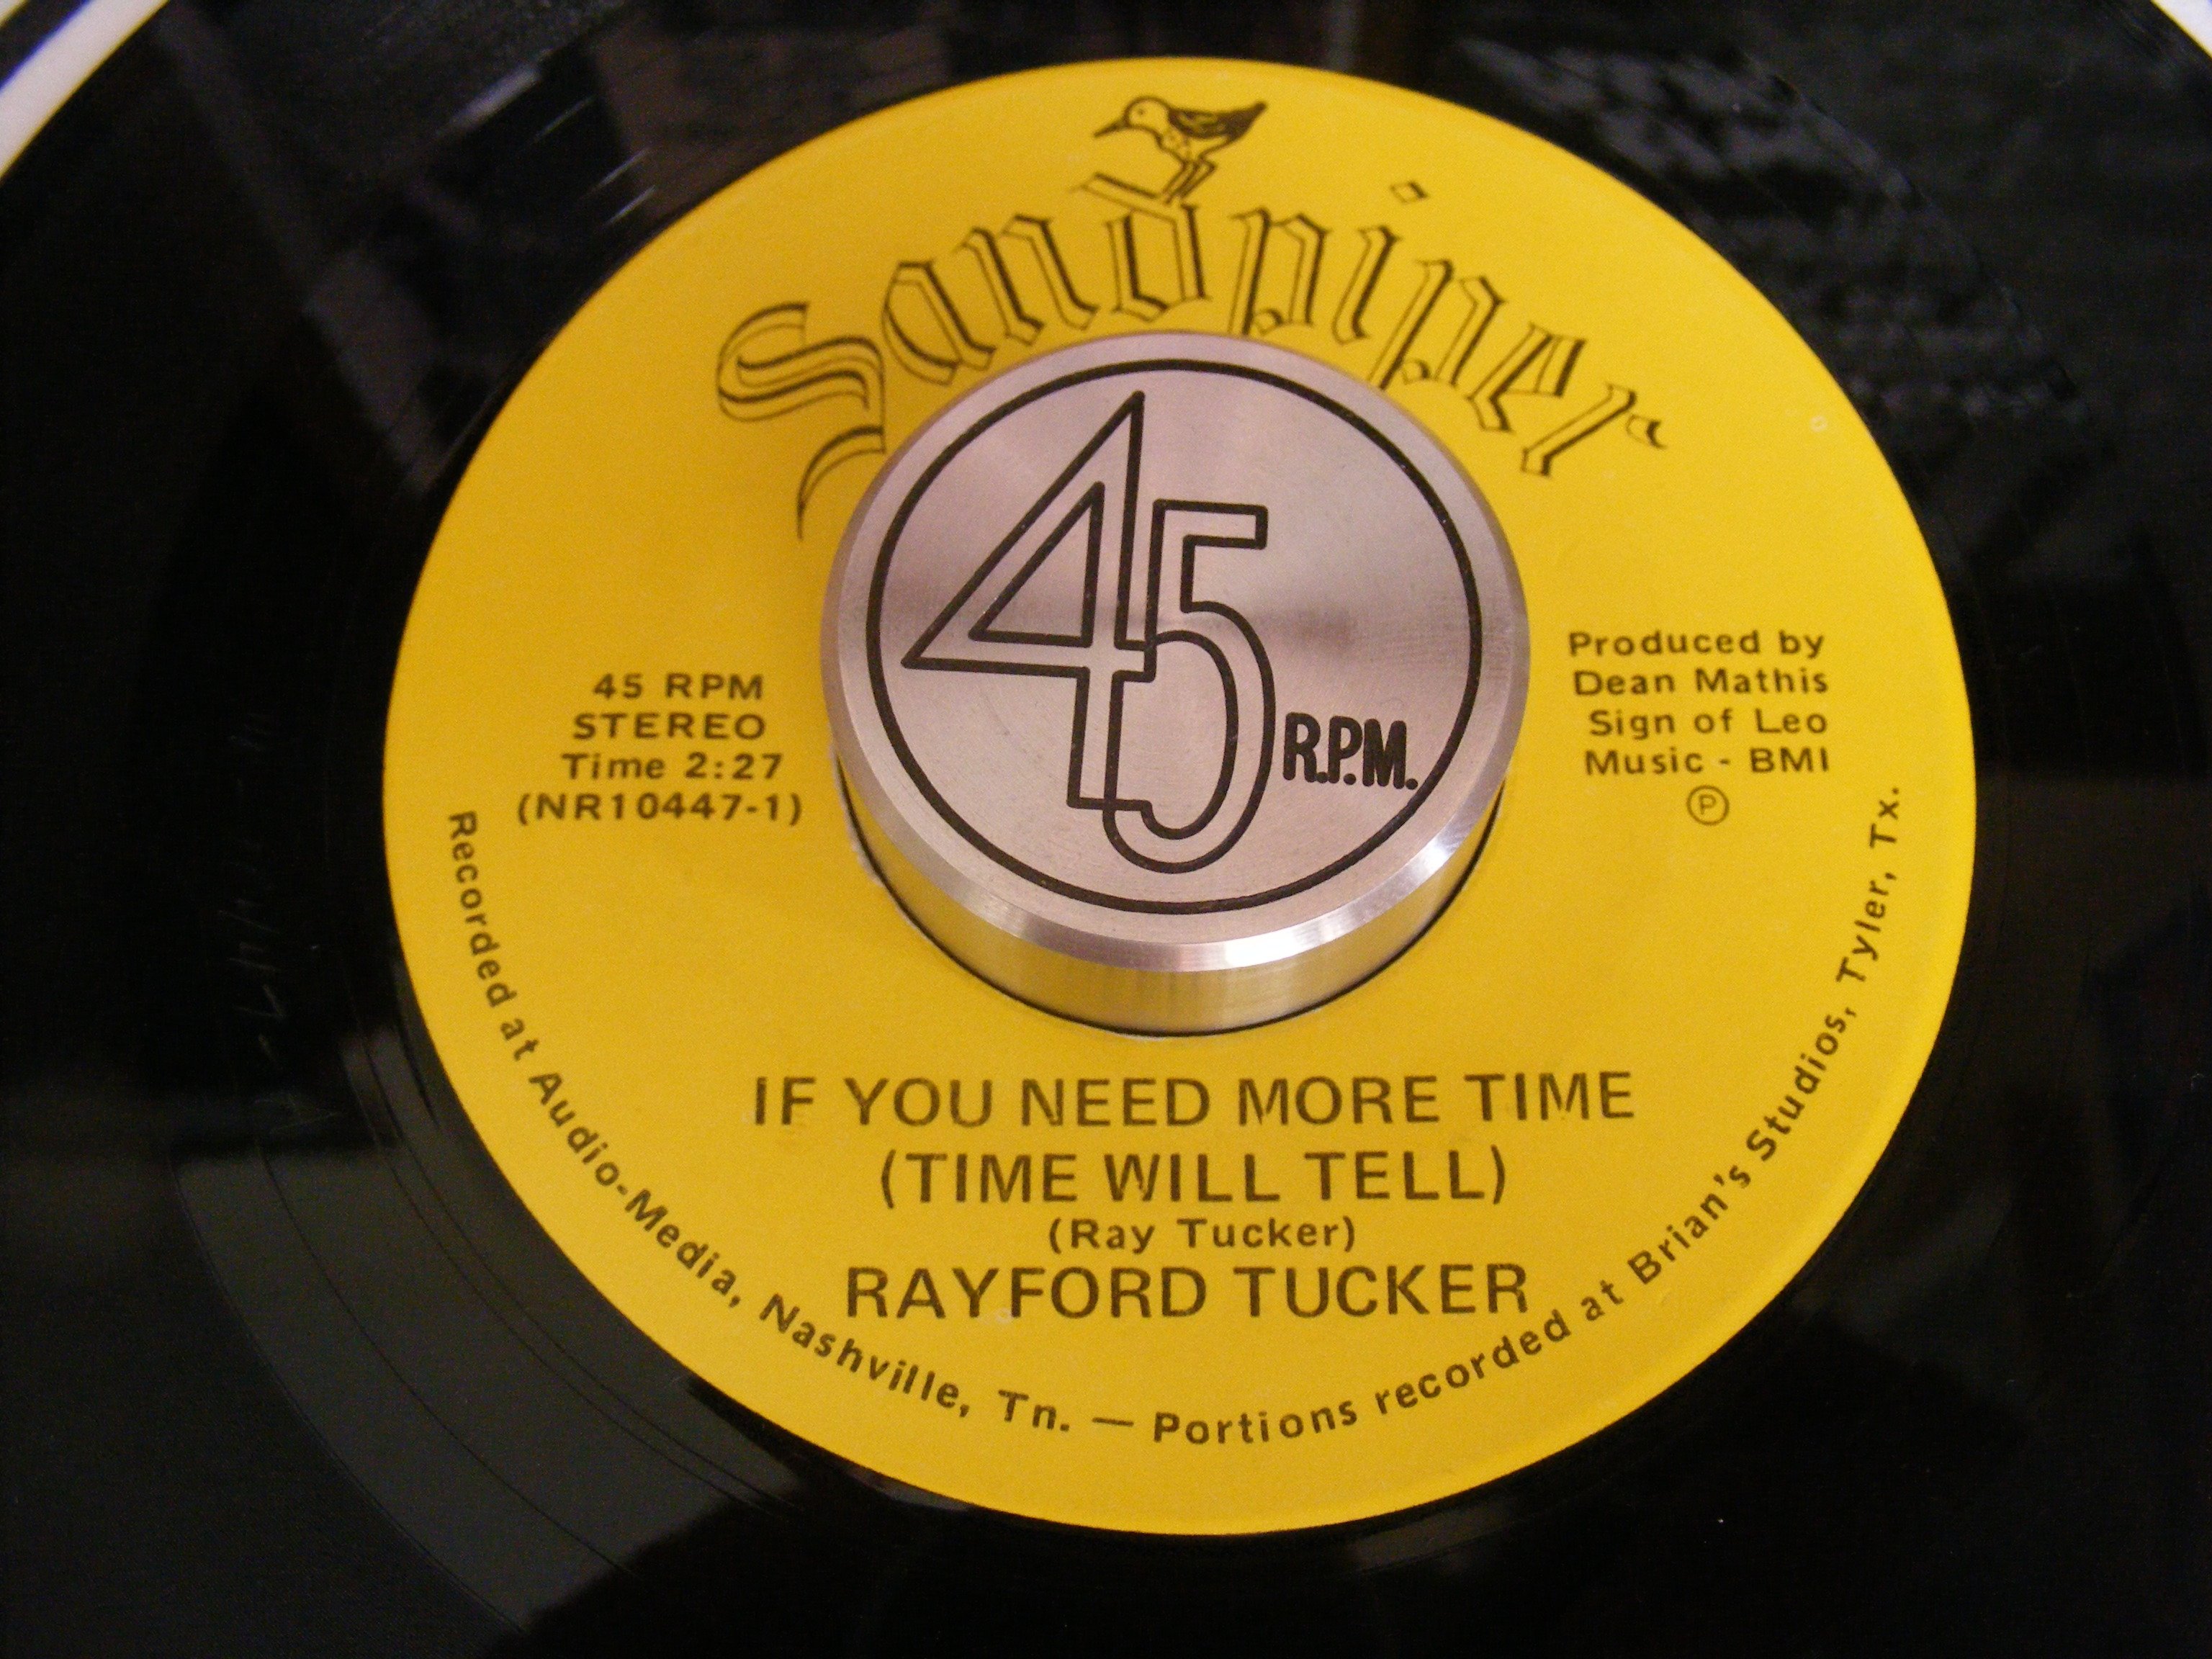 Sandpiper
45
R.P.M.
45 RPM
STEREO
Time 2:27
(NR10447-1)
Produced by
Dean Mathis
Sign of Leo
Music - BMI
Ⓟ
IF YOU NEED MORE TIME
(TIME WILL TELL)
(Ray Tucker)
RAYFORD TUCKER
Recorded at Audio-Media, Nashville, Tn. — Portions recorded at Brian's Studios, Tyler, Tx.